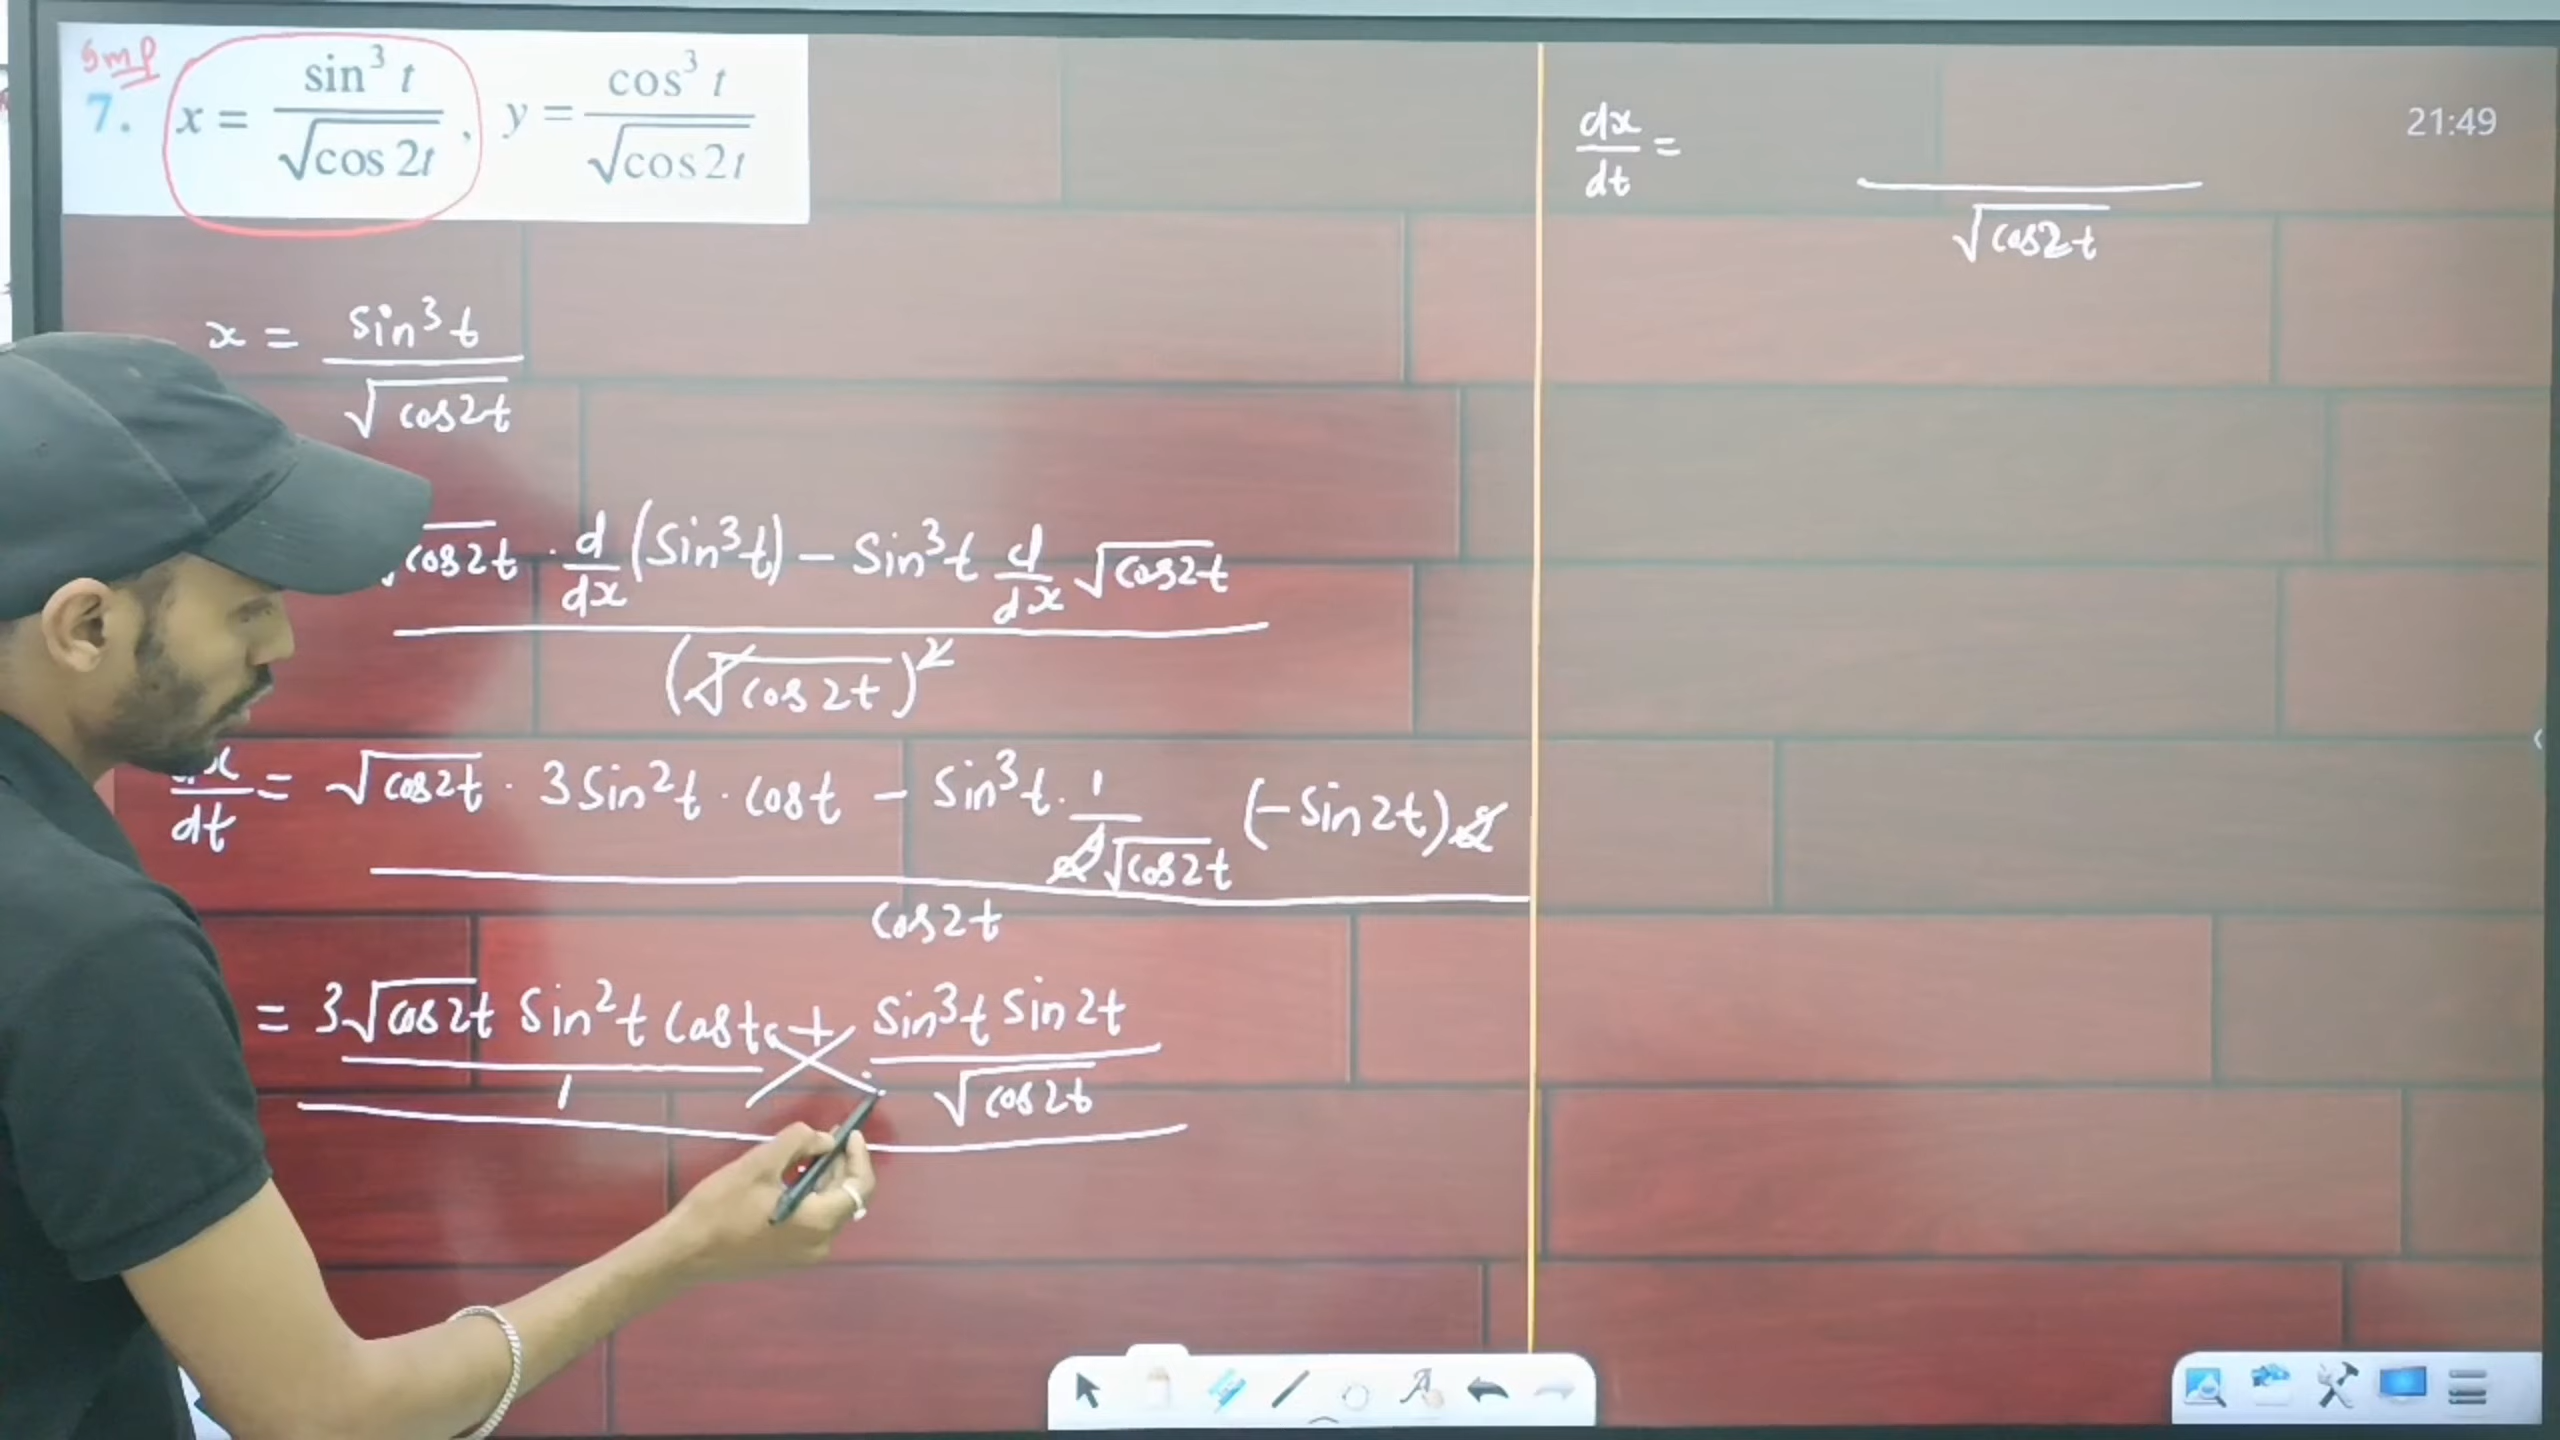 Imp
7. x = sin³ t / √cos 2t , y = cos³ t / √cos 2t
x = sin³t / √cos2t
√cos2t · d/dx (Sin³t) − Sin³t d/dx √cos2t / (√cos2t)²
dx/dt = √cos2t · 3Sin²t · cost − Sin³t · 1 / 2√cos2t (−Sin2t) 2 / cos2t
= 3√cos2t Sin²t cost / 1 + Sin³t Sin2t / √cos2t
dx/dt = / √cos2t
21:49